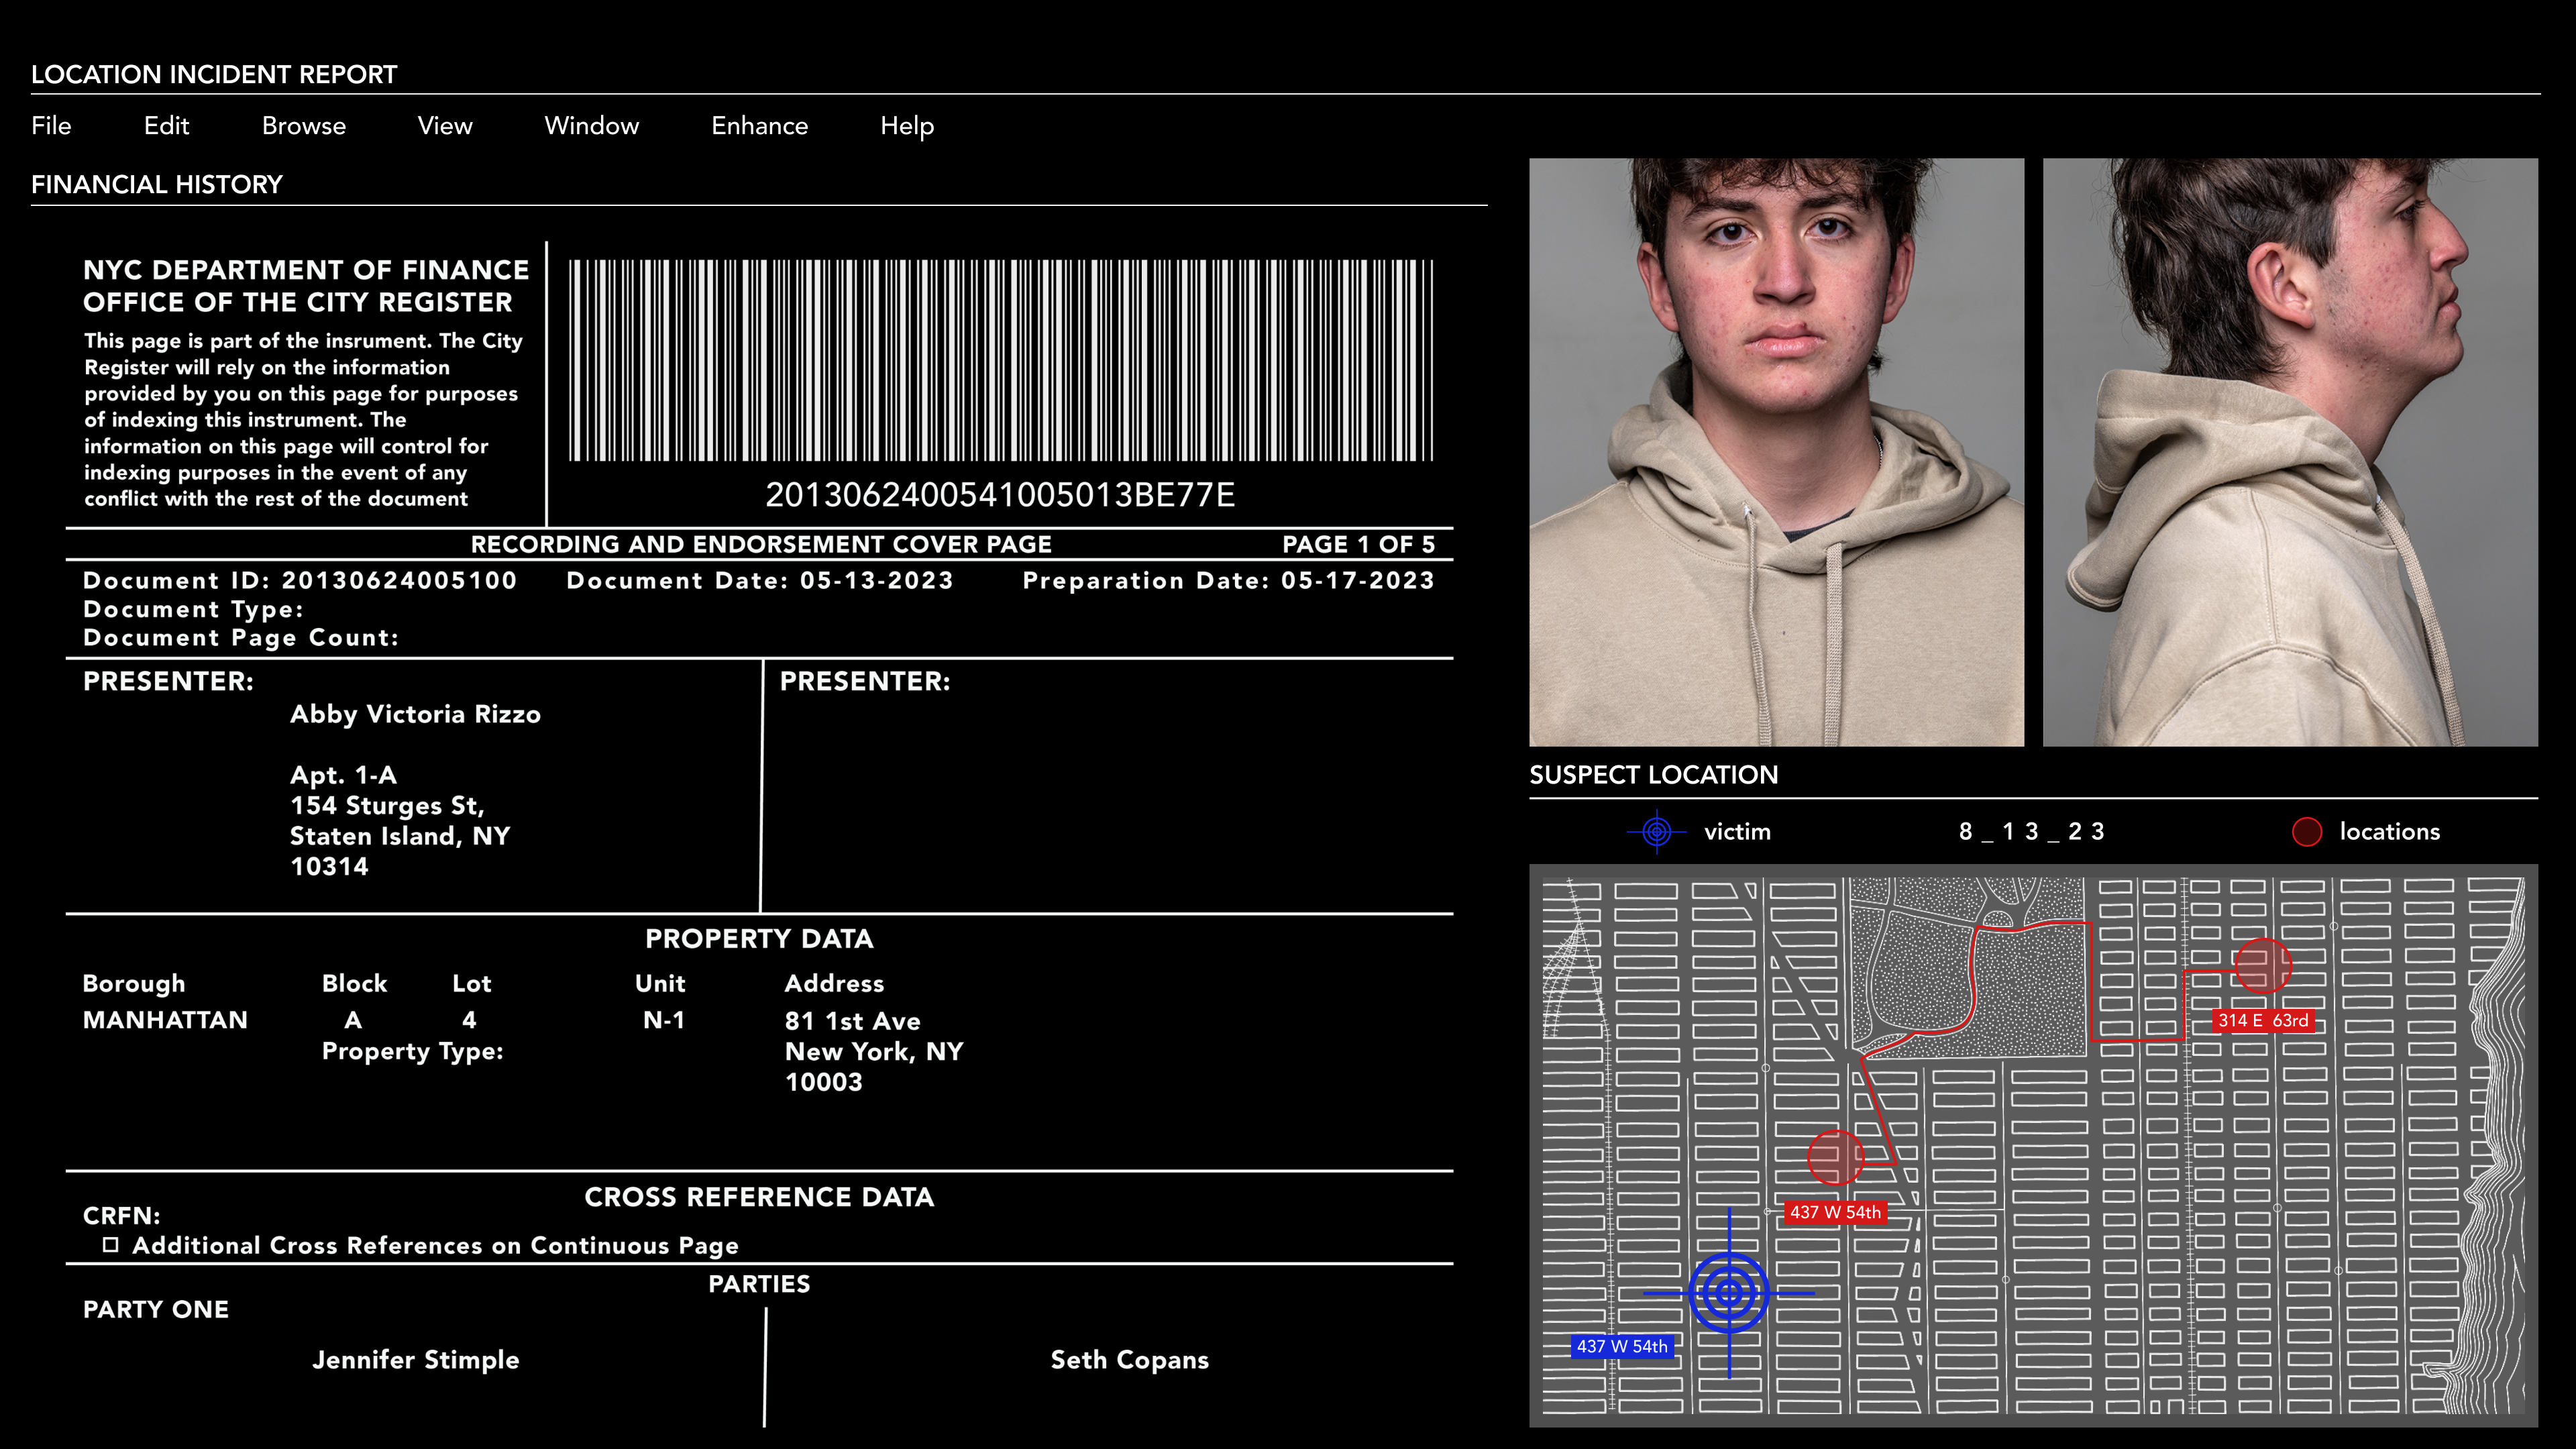 LOCATION INCIDENT REPORT
File Edit Browse View Window Enhance Help
FINANCIAL HISTORY
NYC DEPARTMENT OF FINANCE
OFFICE OF THE CITY REGISTER
This page is part of the insrument. The City
Register will rely on the information
provided by you on this page for purposes
of indexing this instrument. The
information on this page will control for
indexing purposes in the event of any
conflict with the rest of the document
2013062400541005013BE77E
RECORDING AND ENDORSEMENT COVER PAGE PAGE 1 OF 5
Document ID: 20130624005100 Document Date: 05-13-2023 Preparation Date: 05-17-2023
Document Type:
Document Page Count:
PRESENTER:
Abby Victoria Rizzo
Apt. 1-A
154 Sturges St,
Staten Island, NY
10314
PRESENTER:
PROPERTY DATA
Borough Block Lot Unit Address
MANHATTAN A 4 N-1 81 1st Ave
Property Type: New York, NY
10003
CROSS REFERENCE DATA
CRFN:
Additional Cross References on Continuous Page
PARTIES
PARTY ONE
Jennifer Stimple Seth Copans
SUSPECT LOCATION
victim 8_13_23 locations
314 E 63rd
437 W 54th
437 W 54th